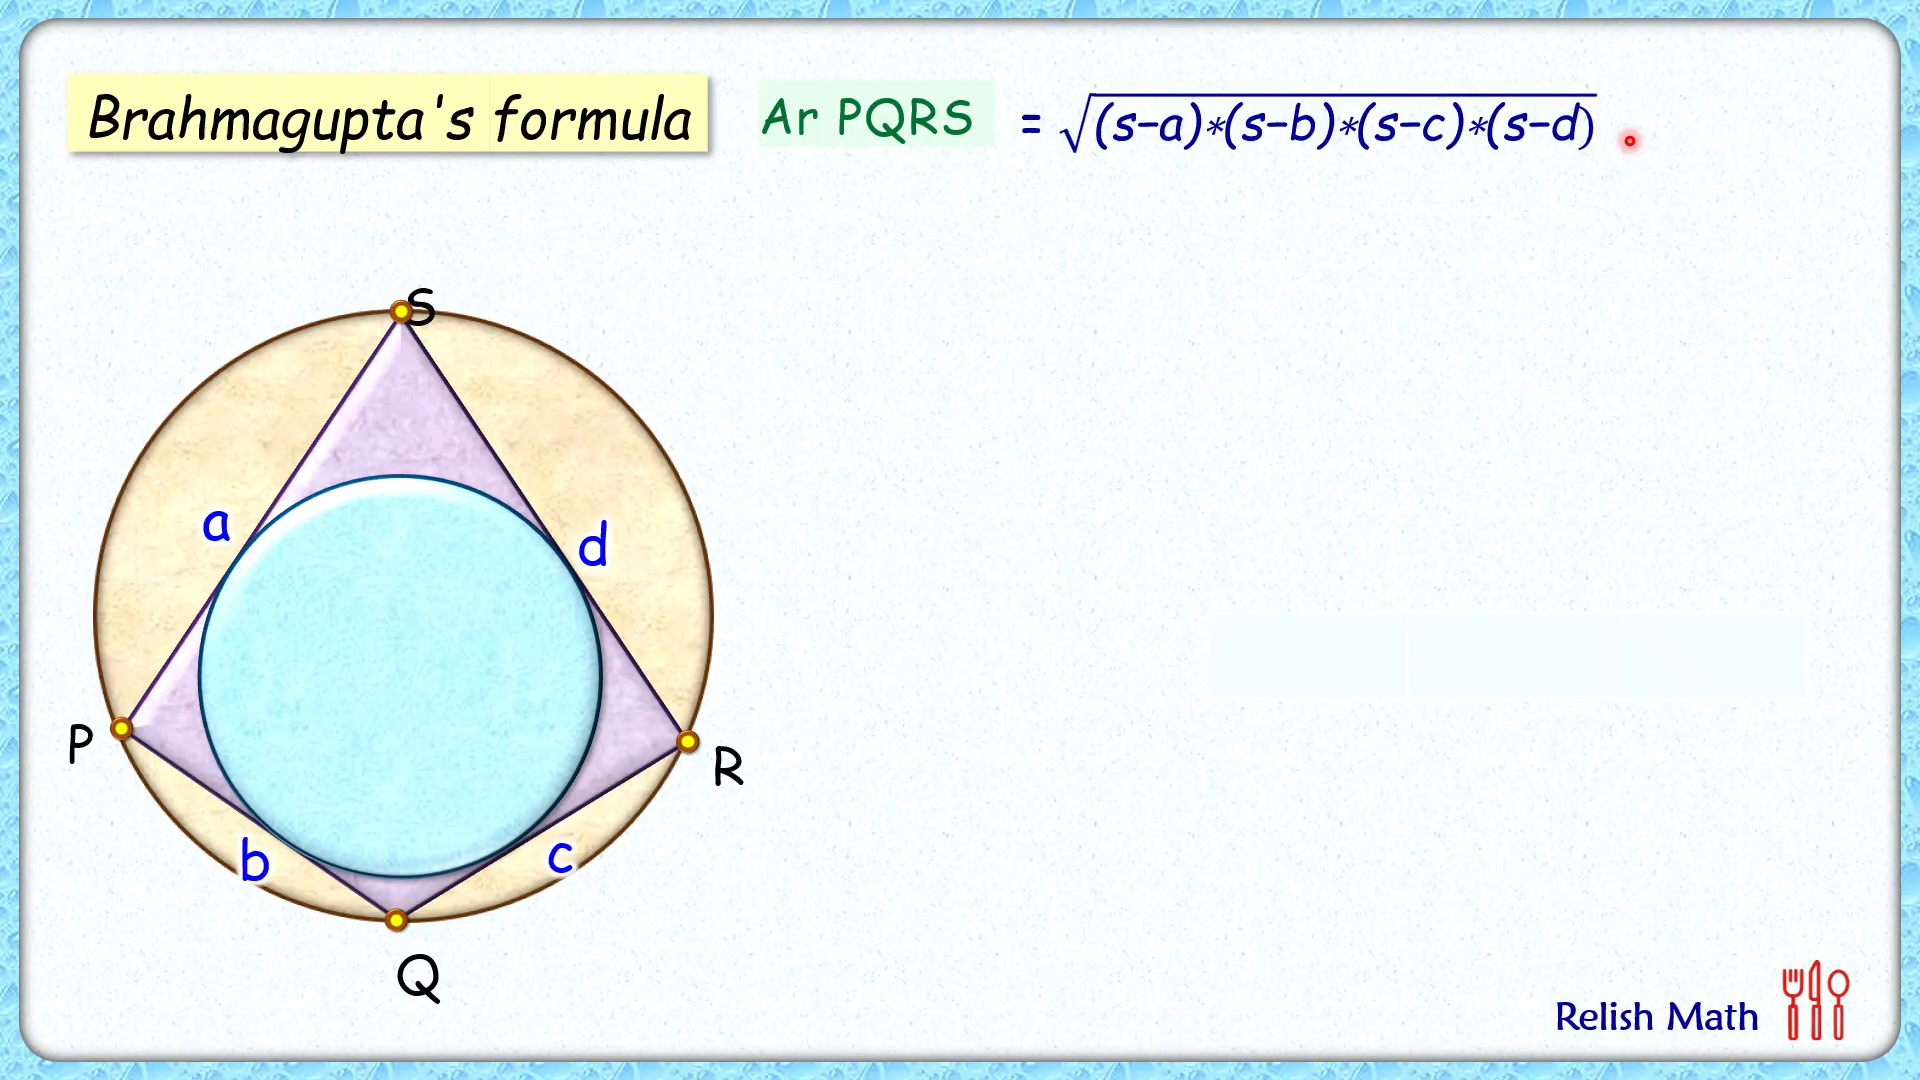 Brahmagupta's formula Ar PQRS = √(s-a)*(s-b)*(s-c)*(s-d)
S
a
d
P
R
b
c
Q
Relish Math